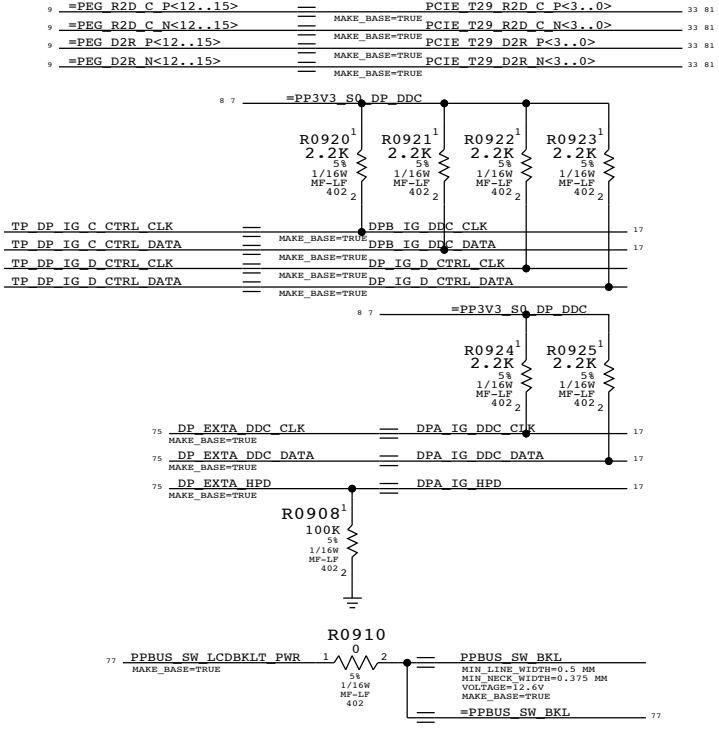 9 =PEG_R2D_C_P<12..15> PCIE_T29_R2D_C_P<3..0> 33 81
MAKE_BASE=TRUE
9 =PEG_R2D_C_N<12..15> PCIE_T29_R2D_C_N<3..0> 33 81
MAKE_BASE=TRUE
9 =PEG_D2R_P<12..15> PCIE_T29_D2R_P<3..0> 33 81
MAKE_BASE=TRUE
9 =PEG_D2R_N<12..15> PCIE_T29_D2R_N<3..0> 33 81
MAKE_BASE=TRUE
8 7 =PP3V3_S0_DP_DDC
R0920 1 R0921 1 R0922 1 R0923 1
2.2K 2.2K 2.2K 2.2K
5% 5% 5% 5%
1/16W 1/16W 1/16W 1/16W
MF-LF MF-LF MF-LF MF-LF
402 2 402 2 402 2 402 2
TP_DP_IG_C_CTRL_CLK DPB_IG_DDC_CLK 17
MAKE_BASE=TRUE
TP_DP_IG_C_CTRL_DATA DPB_IG_DDC_DATA 17
MAKE_BASE=TRUE
TP_DP_IG_D_CTRL_CLK DP_IG_D_CTRL_CLK
MAKE_BASE=TRUE
TP_DP_IG_D_CTRL_DATA DP_IG_D_CTRL_DATA
MAKE_BASE=TRUE
8 7 =PP3V3_S0_DP_DDC
R0924 1 R0925 1
2.2K 2.2K
5% 5%
1/16W 1/16W
MF-LF MF-LF
402 2 402 2
75 DP_EXTA_DDC_CLK DPA_IG_DDC_CLK 17
MAKE_BASE=TRUE
75 DP_EXTA_DDC_DATA DPA_IG_DDC_DATA 17
MAKE_BASE=TRUE
75 DP_EXTA_HPD DPA_IG_HPD 17
MAKE_BASE=TRUE
R0908 1
100K
5%
1/16W
MF-LF
402 2
R0910
0
77 PPBUS_SW_LCDBKLT_PWR 1 2 PPBUS_SW_BKL
MAKE_BASE=TRUE
5%
1/16W
MF-LF
402
MIN_LINE_WIDTH=0.5 MM
MIN_NECK_WIDTH=0.375 MM
VOLTAGE=12.6V
MAKE_BASE=TRUE
=PPBUS_SW_BKL 77